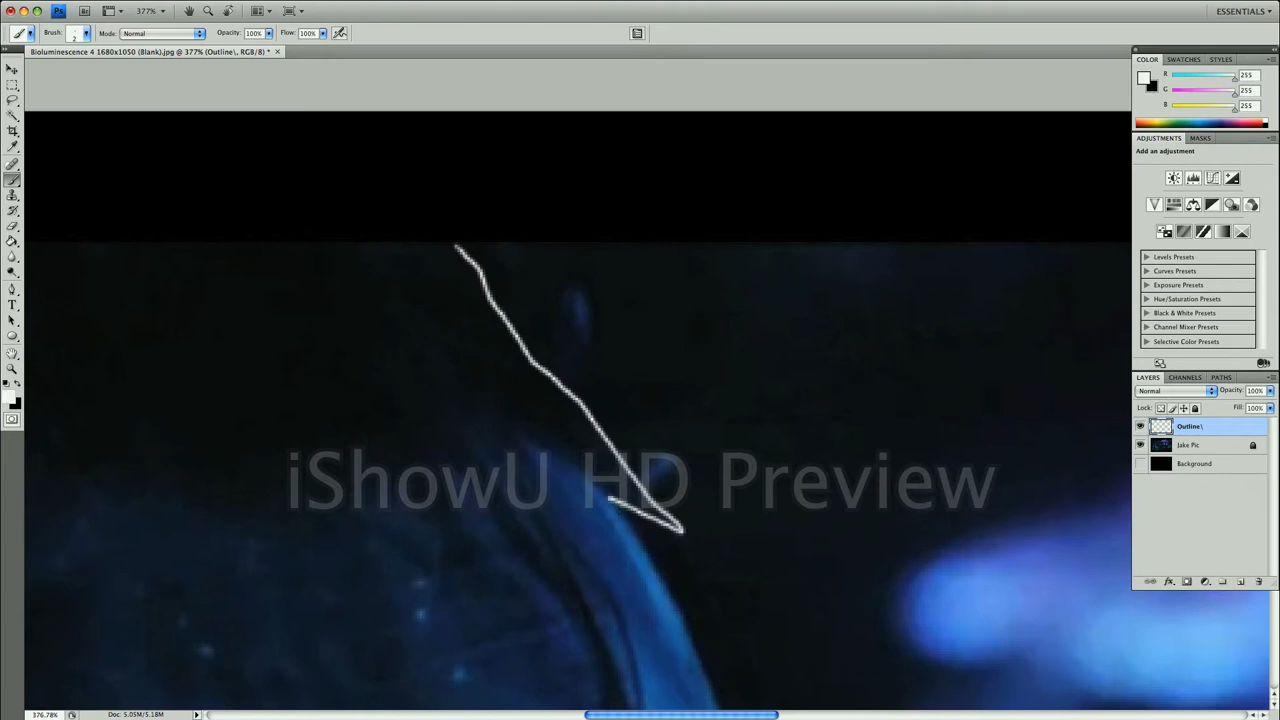 Ps Br 377% ESSENTIALS
Brush: 2 Mode: Normal Opacity: 100% Flow: 100%
Bioluminescence 4 1680x1050 (Blank).jpg @ 377% (Outline\, RGB/8) *
COLOR SWATCHES STYLES
R 255
G 255
B 255
ADJUSTMENTS MASKS
Add an adjustment
Levels Presets
Curves Presets
Exposure Presets
Hue/Saturation Presets
Black & White Presets
Channel Mixer Presets
Selective Color Presets
LAYERS CHANNELS PATHS
Normal Opacity: 100%
Lock: Fill: 100%
Outline\
Jake Pic
Background
iShowU HD Preview
376.78% Doc: 5.05M/5.18M